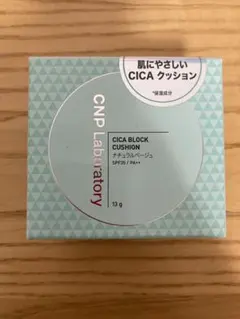 肌にやさしい
CICA クッション
*保湿成分
CNP Laboratory
CICA BLOCK
CUSHION
ナチュラルベージュ
SPF35 / PA++
13 g